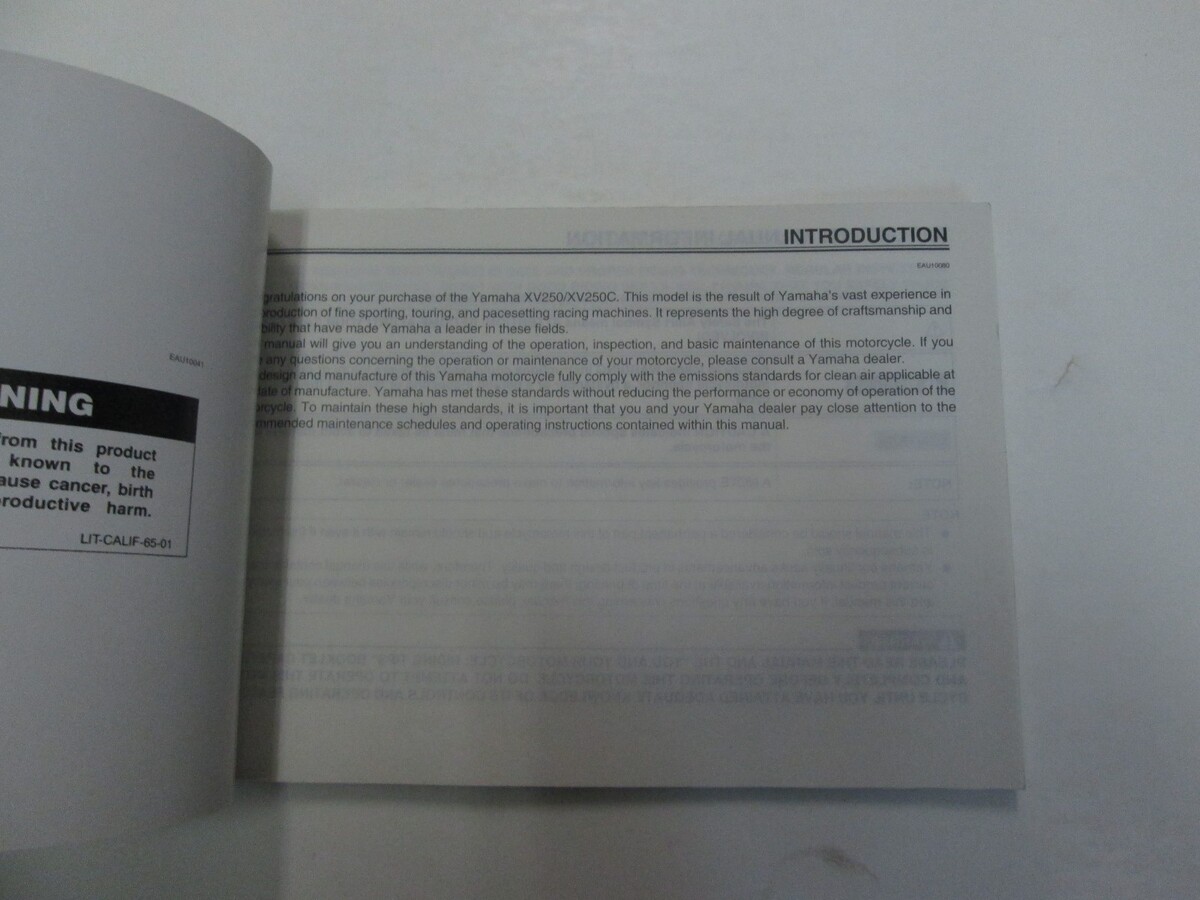 EAU10041
NING
from this product
known to the
ause cancer, birth
roductive harm.
LIT-CALIF-65-01
INTRODUCTION
EAU10080
gratulations on your purchase of the Yamaha XV250/XV250C. This model is the result of Yamaha's vast experience in
production of fine sporting, touring, and pacesetting racing machines. It represents the high degree of craftsmanship and
bility that have made Yamaha a leader in these fields.
manual will give you an understanding of the operation, inspection, and basic maintenance of this motorcycle. If you
any questions concerning the operation or maintenance of your motorcycle, please consult a Yamaha dealer.
design and manufacture of this Yamaha motorcycle fully comply with the emissions standards for clean air applicable at
date of manufacture. Yamaha has met these standards without reducing the performance or economy of operation of the
orcycle. To maintain these high standards, it is important that you and your Yamaha dealer pay close attention to the
mmended maintenance schedules and operating instructions contained within this manual.